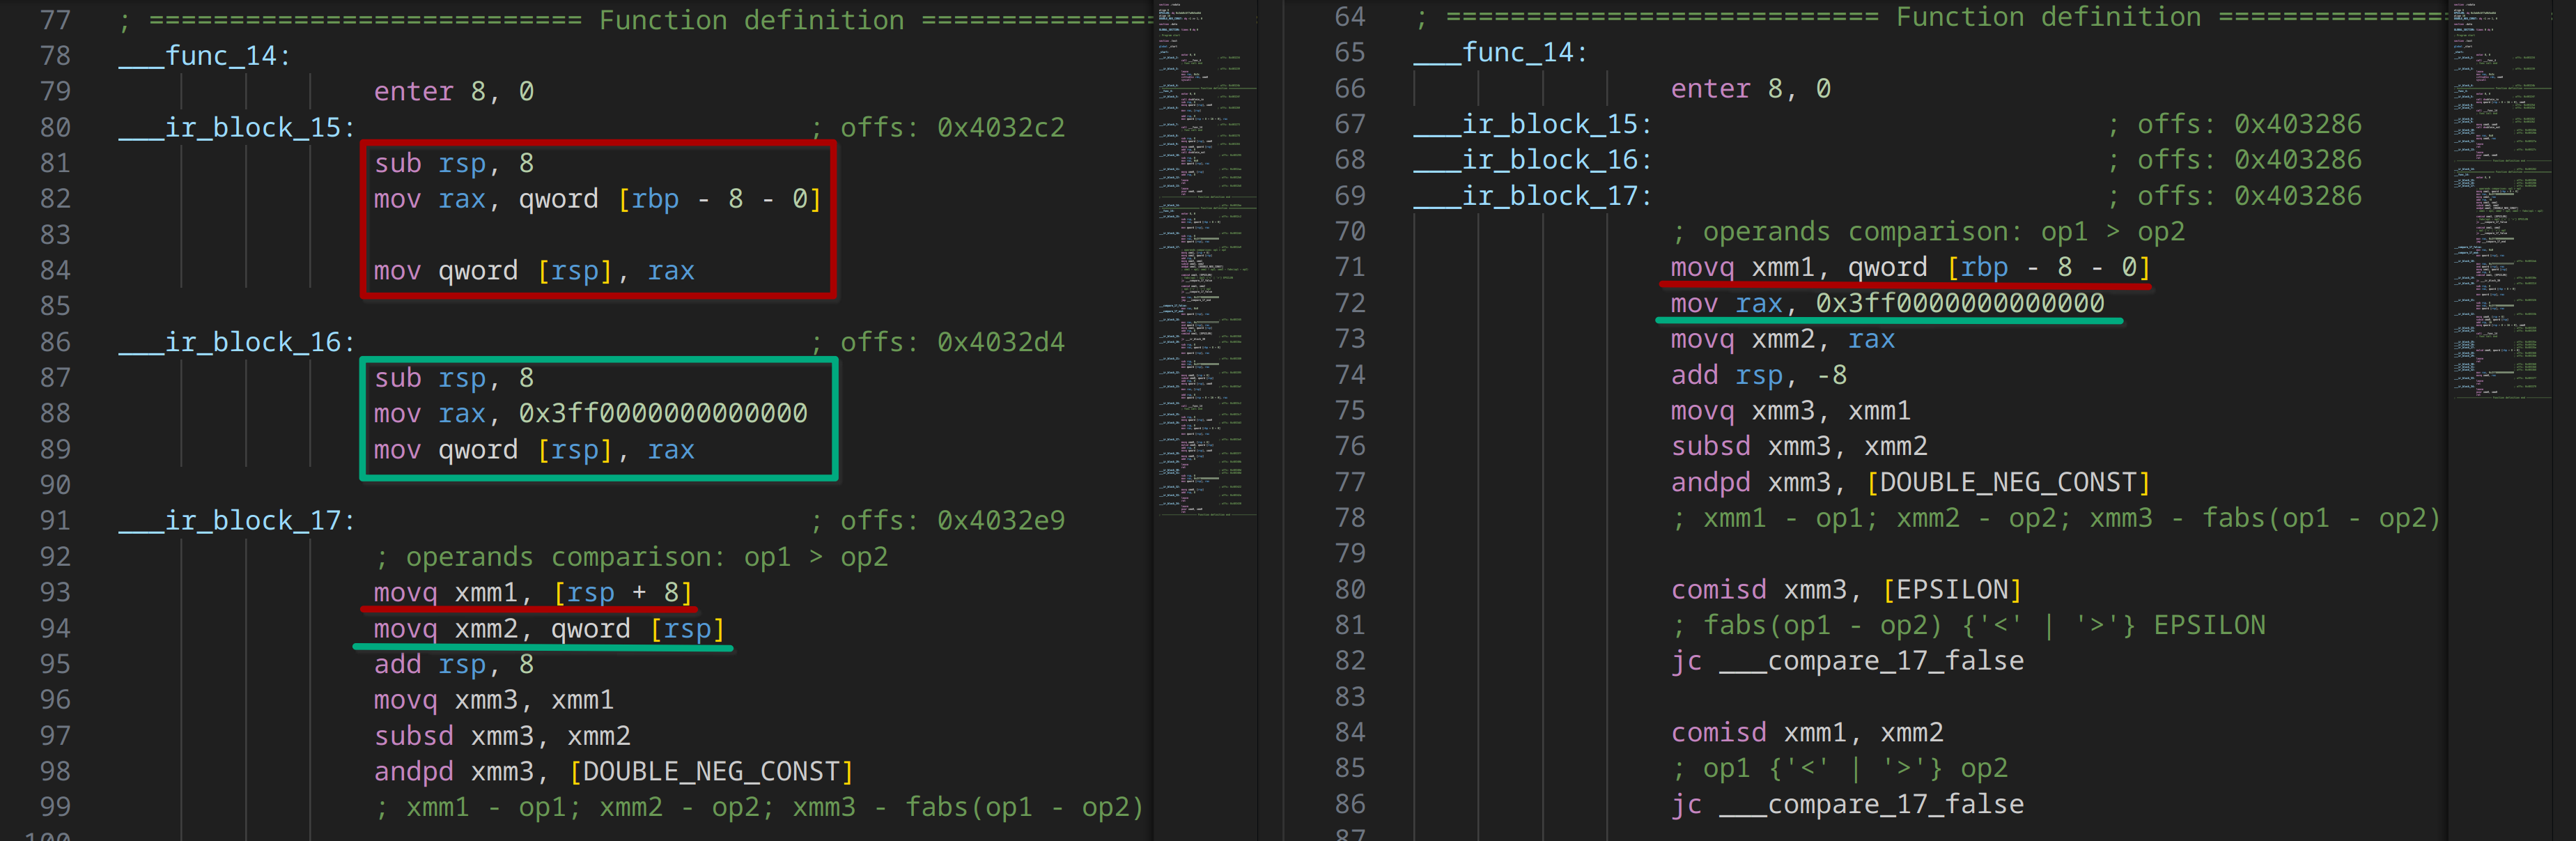 77 ; =========================== Function definition ===============
78 ___func_14:
79 enter 8, 0
80 ___ir_block_15: ; offs: 0x4032c2
81 sub rsp, 8
82 mov rax, qword [rbp - 8 - 0]
83
84 mov qword [rsp], rax
85
86 ___ir_block_16: ; offs: 0x4032d4
87 sub rsp, 8
88 mov rax, 0x3ff0000000000000
89 mov qword [rsp], rax
90
91 ___ir_block_17: ; offs: 0x4032e9
92 ; operands comparison: op1 > op2
93 movq xmm1, [rsp + 8]
94 movq xmm2, qword [rsp]
95 add rsp, 8
96 movq xmm3, xmm1
97 subsd xmm3, xmm2
98 andpd xmm3, [DOUBLE_NEG_CONST]
99 ; xmm1 - op1; xmm2 - op2; xmm3 - fabs(op1 - op2)
100
64 ; =========================== Function definition ===============
65 ___func_14:
66 enter 8, 0
67 ___ir_block_15: ; offs: 0x403286
68 ___ir_block_16: ; offs: 0x403286
69 ___ir_block_17: ; offs: 0x403286
70 ; operands comparison: op1 > op2
71 movq xmm1, qword [rbp - 8 - 0]
72 mov rax, 0x3ff0000000000000
73 movq xmm2, rax
74 add rsp, -8
75 movq xmm3, xmm1
76 subsd xmm3, xmm2
77 andpd xmm3, [DOUBLE_NEG_CONST]
78 ; xmm1 - op1; xmm2 - op2; xmm3 - fabs(op1 - op2)
79
80 comisd xmm3, [EPSILON]
81 ; fabs(op1 - op2) {'<' | '>'} EPSILON
82 jc ___compare_17_false
83
84 comisd xmm1, xmm2
85 ; op1 {'<' | '>'} op2
86 jc ___compare_17_false
87